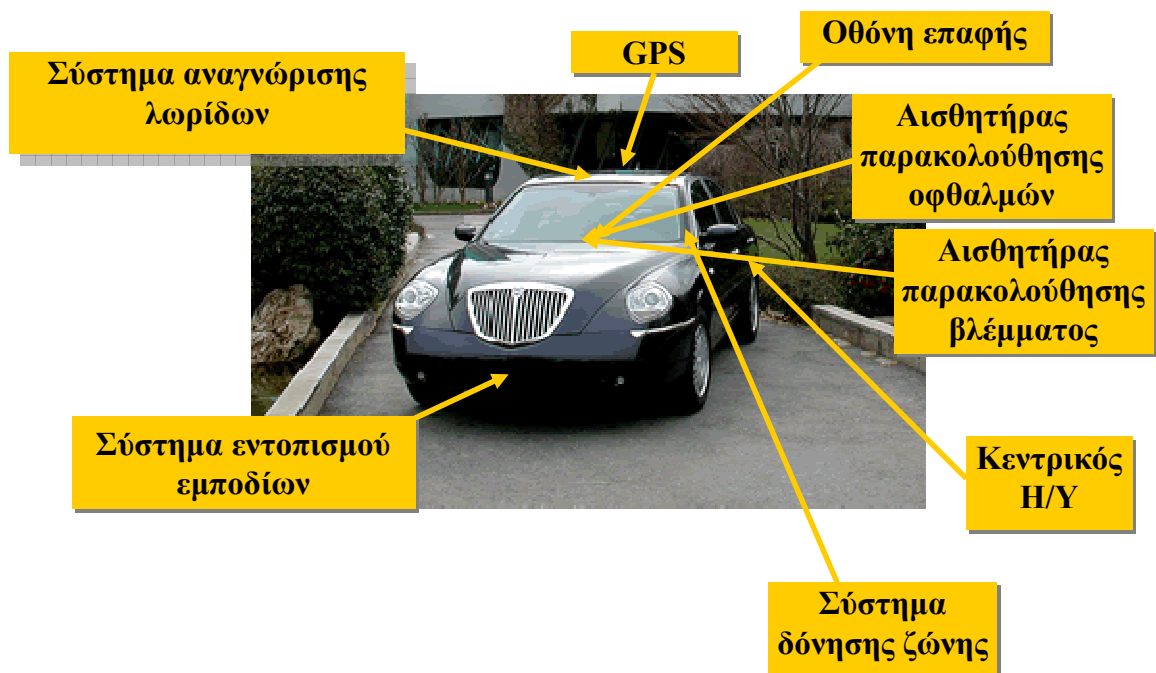 Σύστημα αναγνώρισης
λωρίδων
GPS
Οθόνη επαφής
Αισθητήρας
παρακολούθησης
οφθαλμών
Αισθητήρας
παρακολούθησης
βλέμματος
Σύστημα εντοπισμού
εμποδίων
Κεντρικός
Η/Υ
Σύστημα
δόνησης ζώνης